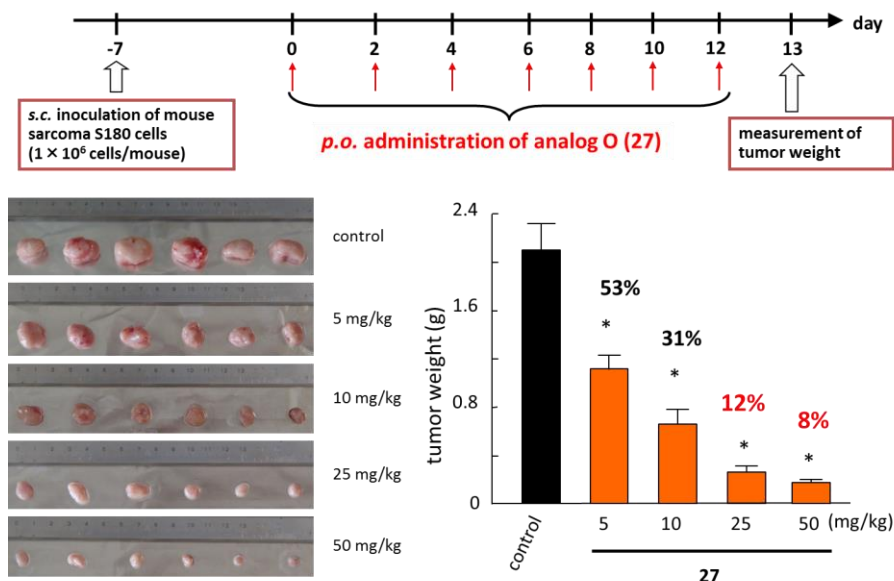 day
-7 0 2 4 6 8 10 12 13
s.c. inoculation of mouse
sarcoma S180 cells
(1 × 10⁶ cells/mouse)
p.o. administration of analog O (27)
measurement of
tumor weight
control
5 mg/kg
10 mg/kg
25 mg/kg
50 mg/kg
tumor weight (g)
2.4
1.6
0.8
0
53%
*
31%
*
12%
*
8%
*
control 5 10 25 50 (mg/kg)
27